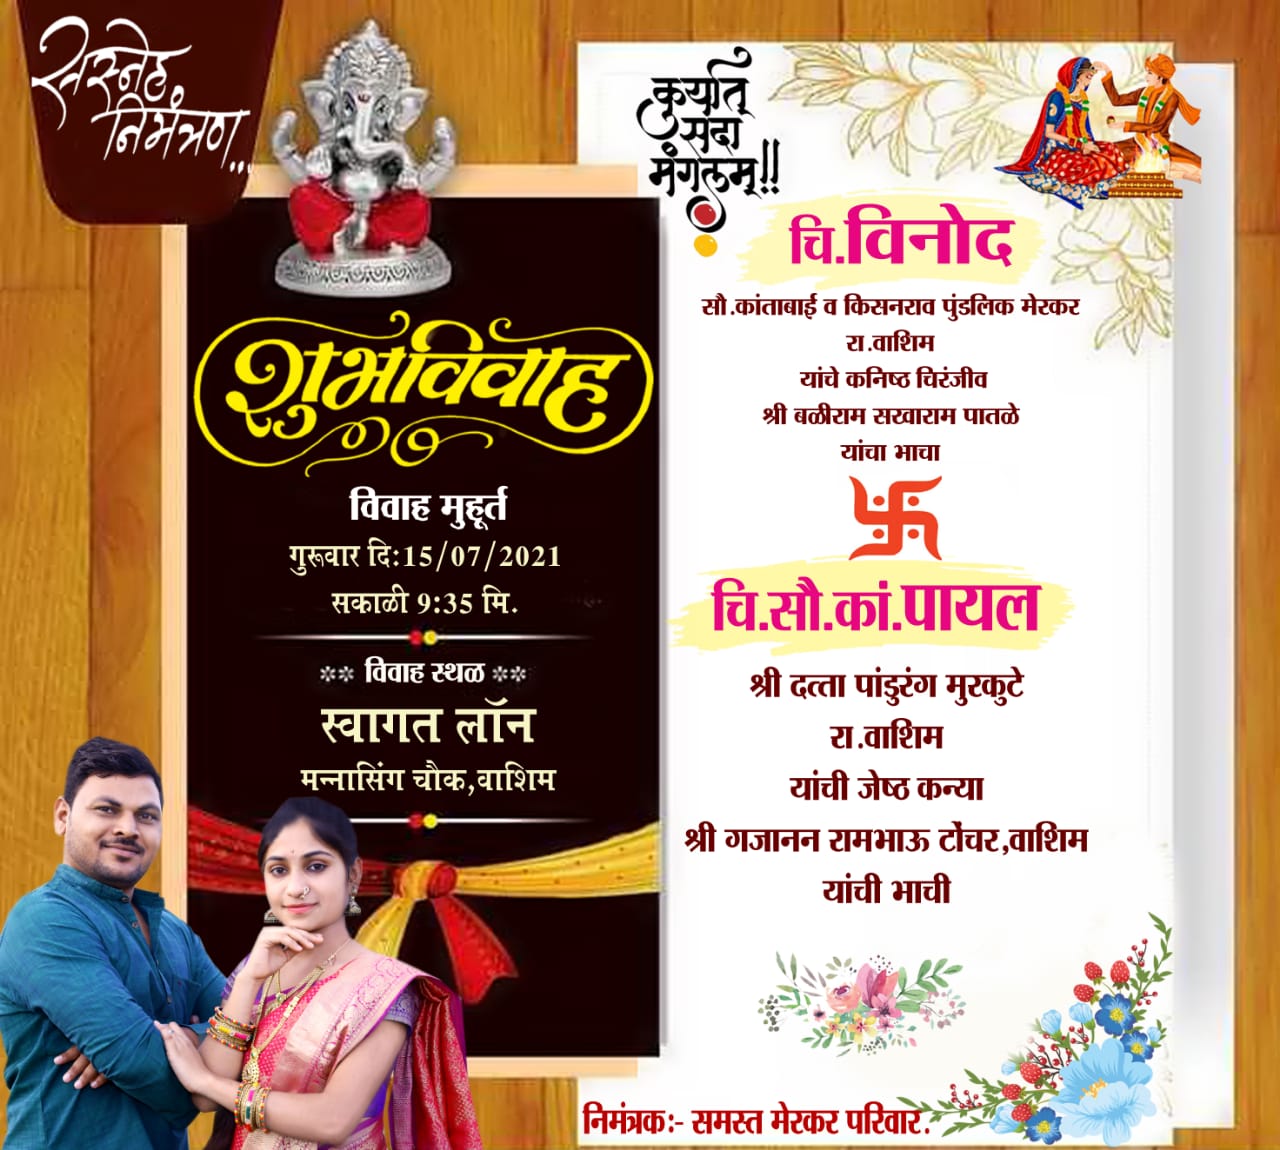 सस्नेह
निमंत्रण...
शुभविवाह
विवाह मुहूर्त
गुरूवार दि:15/07/2021
सकाळी 9:35 मि.
** विवाह स्थळ **
स्वागत लॉन
मन्नासिंग चौक,वाशिम
कुर्यात्
सदा
मंगलम्!!
चि.विनोद
सौ.कांताबाई व किसनराव पुंडलिक मेरकर
रा.वाशिम
यांचे कनिष्ठ चिरंजीव
श्री बळीराम सखाराम पातळे
यांचा भाचा
चि.सौ.कां.पायल
श्री दत्ता पांडुरंग मुरकुटे
रा.वाशिम
यांची जेष्ठ कन्या
श्री गजानन रामभाऊ टोंचर,वाशिम
यांची भाची
निमंत्रक:- समस्त मेरकर परिवार.